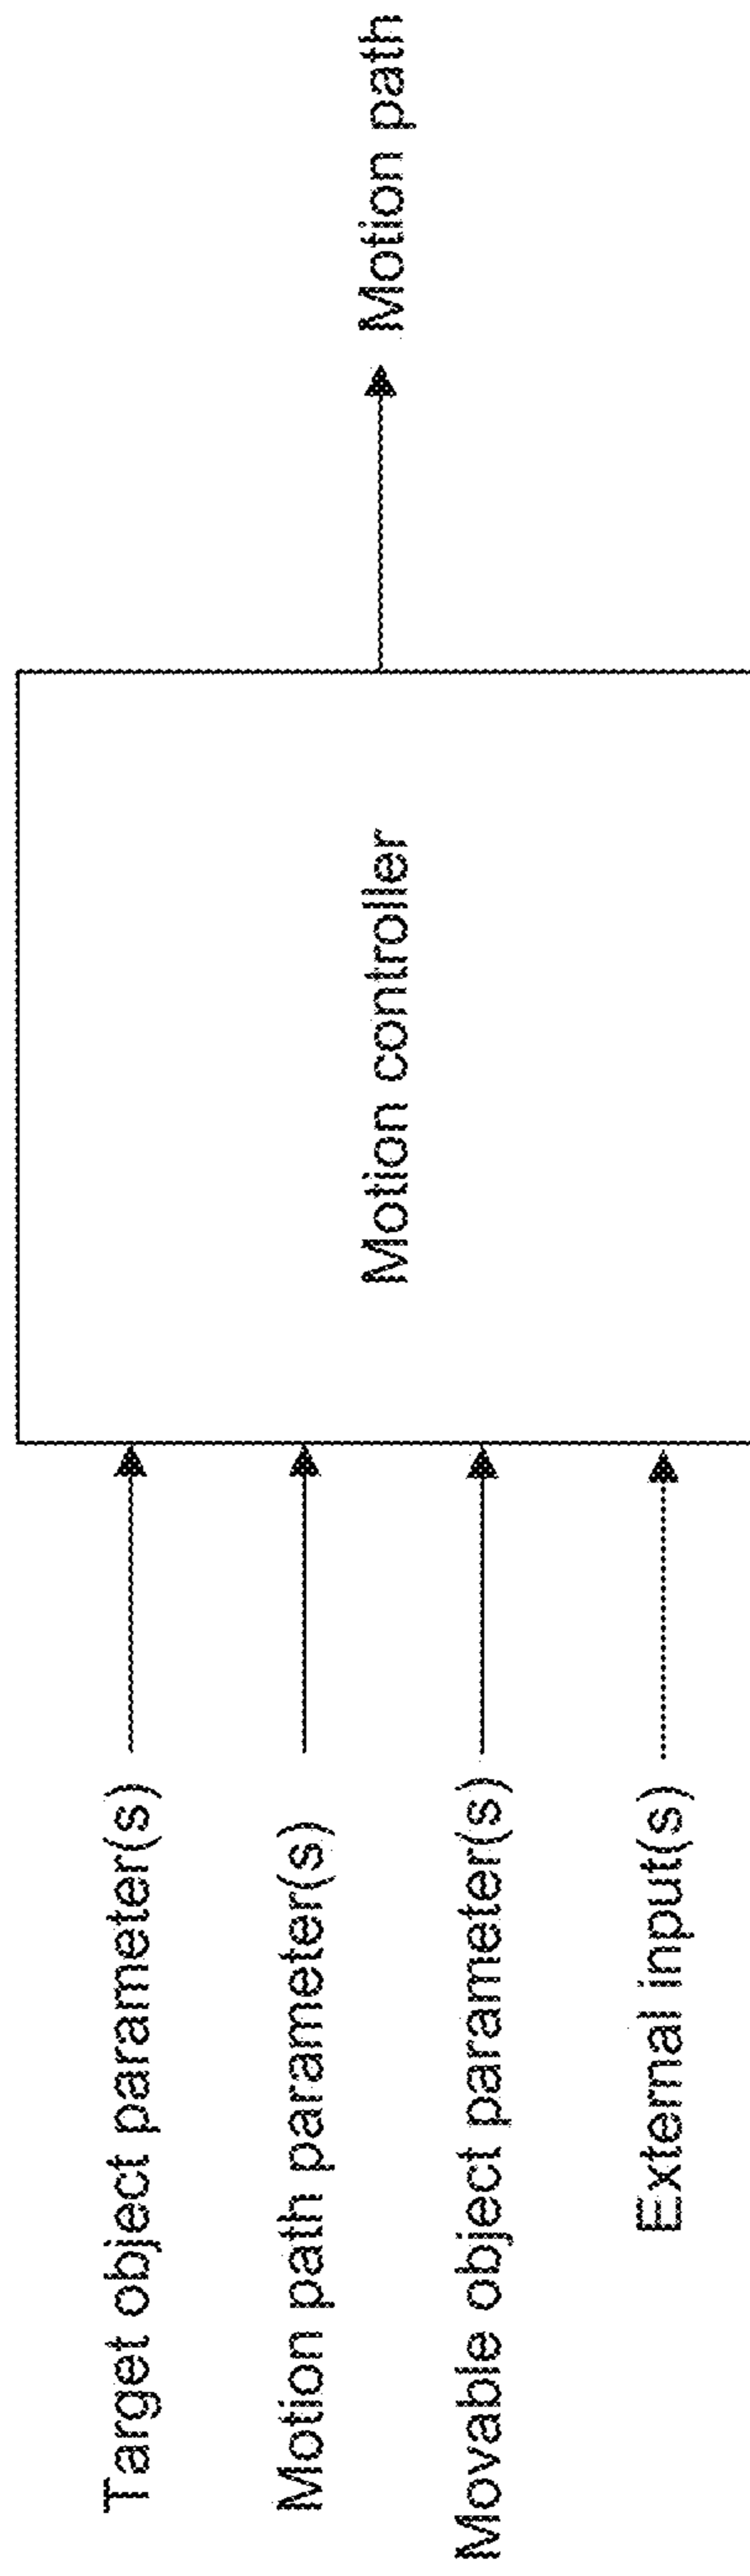 Target object parameter(s)
Motion path parameter(s)
Movable object parameter(s)
External input(s)
Motion controller
Motion path